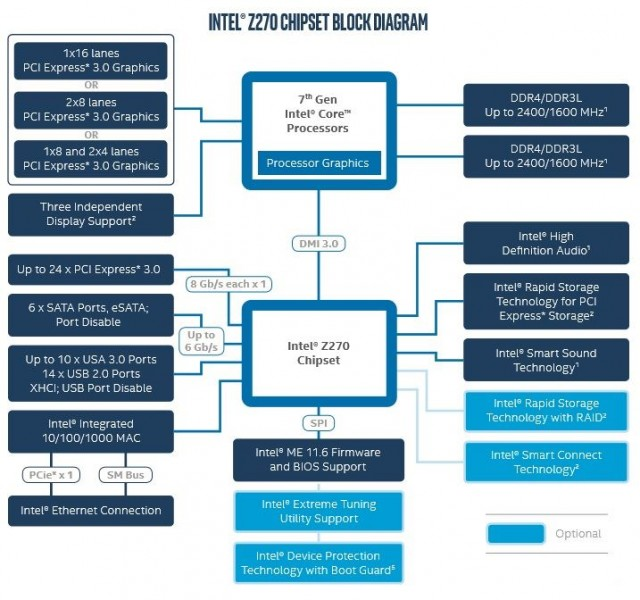 INTEL® Z270 CHIPSET BLOCK DIAGRAM
1x16 lanes
PCI Express* 3.0 Graphics
OR
2x8 lanes
PCI Express* 3.0 Graphics
OR
1x8 and 2x4 lanes
PCI Express* 3.0 Graphics
Three Independent
Display Support²
7th Gen
Intel® Core™
Processors
Processor Graphics
DDR4/DDR3L
Up to 2400/1600 MHz¹
DDR4/DDR3L
Up to 2400/1600 MHz¹
DMI 3.0
Up to 24 x PCI Express* 3.0
8 Gb/s each x 1
6 x SATA Ports, eSATA;
Port Disable
Up to
6 Gb/s
Up to 10 x USA 3.0 Ports
14 x USB 2.0 Ports
XHCI; USB Port Disable
Intel® Integrated
10/100/1000 MAC
PCIe* x 1
SM Bus
Intel® Ethernet Connection
Intel® Z270
Chipset
SPI
Intel® ME 11.6 Firmware
and BIOS Support
Intel® Extreme Tuning
Utility Support
Intel® Device Protection
Technology with Boot Guard⁵
Intel® High
Definition Audio¹
Intel® Rapid Storage
Technology for PCI
Express* Storage²
Intel® Smart Sound
Technology¹
Intel® Rapid Storage
Technology with RAID²
Intel® Smart Connect
Technology²
Optional